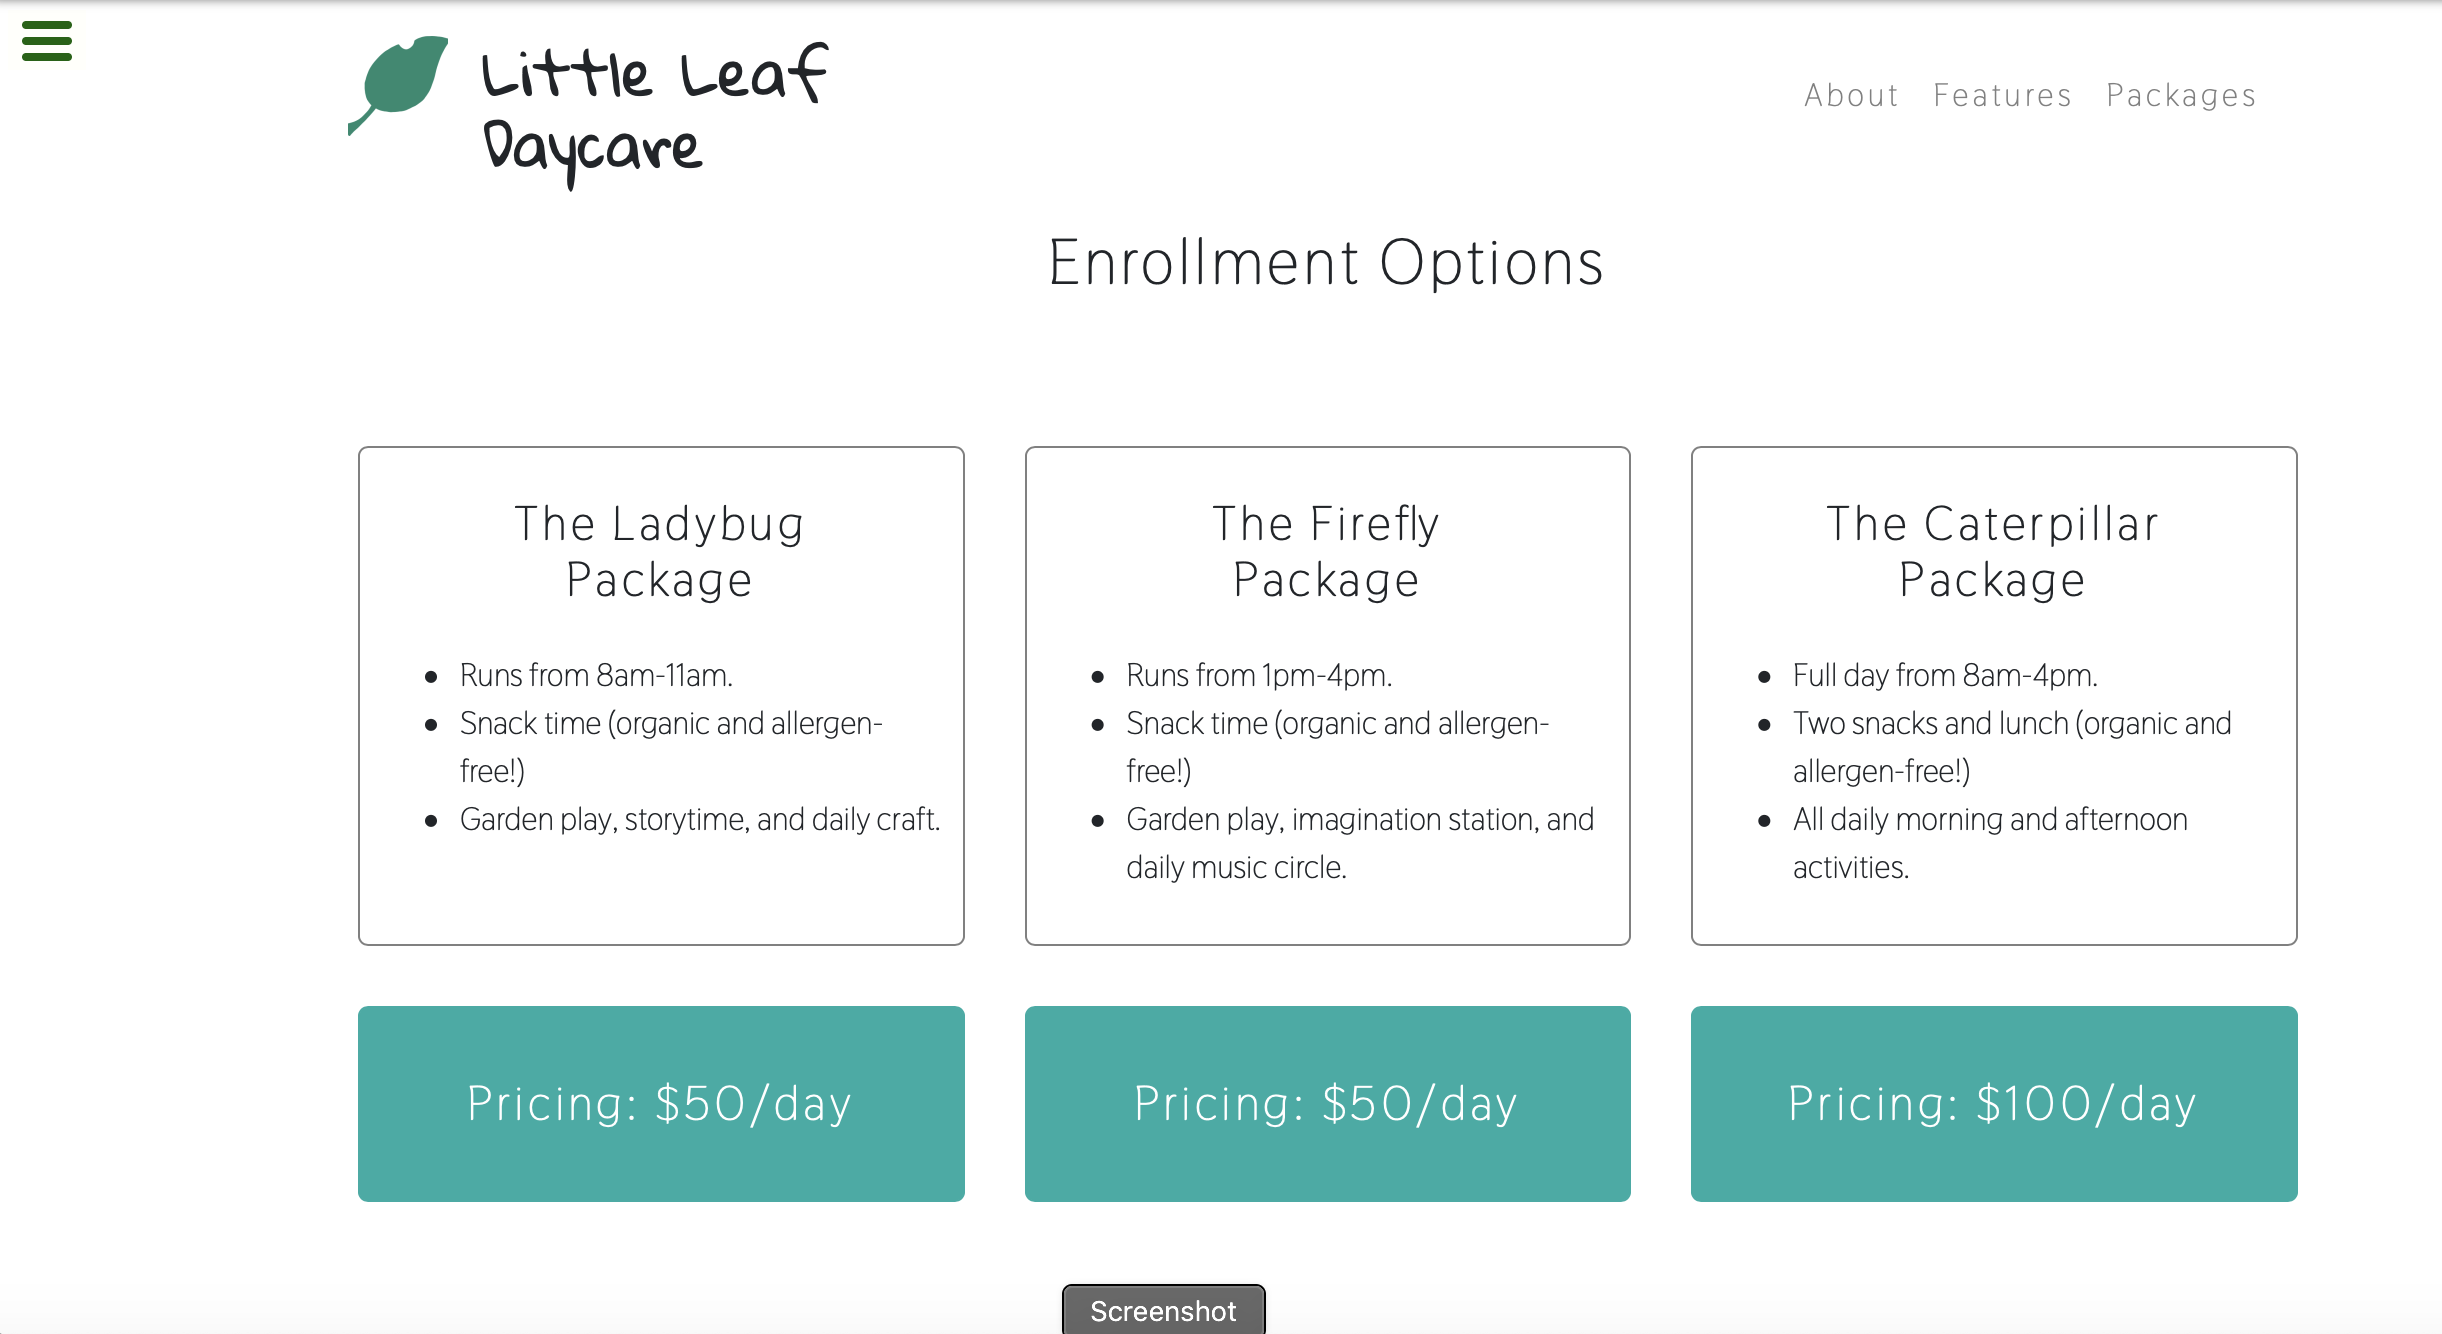 Little Leaf
Daycare
About Features Packages
Enrollment Options
The Ladybug
Package
• Runs from 8am-11am.
• Snack time (organic and allergen-
free!)
• Garden play, storytime, and daily craft.
The Firefly
Package
• Runs from 1pm-4pm.
• Snack time (organic and allergen-
free!)
• Garden play, imagination station, and
daily music circle.
The Caterpillar
Package
• Full day from 8am-4pm.
• Two snacks and lunch (organic and
allergen-free!)
• All daily morning and afternoon
activities.
Pricing: $50/day
Pricing: $50/day
Pricing: $100/day
Screenshot